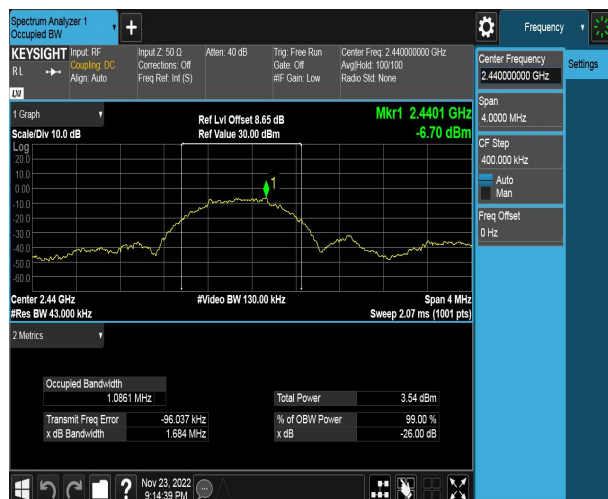 Spectrum Analyzer 1
Occupied BW
+
Frequency
KEYSIGHT
RL
Input: RF
Coupling: DC
Align: Auto
Input Z: 50 Ω
Corrections: Off
Freq Ref: Int (S)
Atten: 40 dB
Trig: Free Run
Gate: Off
#IF Gain: Low
Center Freq: 2.440000000 GHz
Avg|Hold: 100/100
Radio Std: None
Center Frequency
2.440000000 GHz
Settings
Span
4.0000 MHz
CF Step
400.000 kHz
Auto
Man
Freq Offset
0 Hz
1 Graph
Scale/Div 10.0 dB
Ref Lvl Offset 8.65 dB
Ref Value 30.00 dBm
Mkr1 2.4401 GHz
-6.70 dBm
Log
20.0
10.0
0.00
-10.0
-20.0
-30.0
-40.0
-50.0
-60.0
1
Center 2.44 GHz
#Video BW 130.00 kHz
Span 4 MHz
#Res BW 43.000 kHz
Sweep 2.07 ms (1001 pts)
2 Metrics
Occupied Bandwidth
1.0861 MHz
Total Power 3.54 dBm
Transmit Freq Error -96.037 kHz
% of OBW Power 99.00 %
x dB Bandwidth 1.684 MHz
x dB -26.00 dB
?
Nov 23, 2022
9:14:39 PM